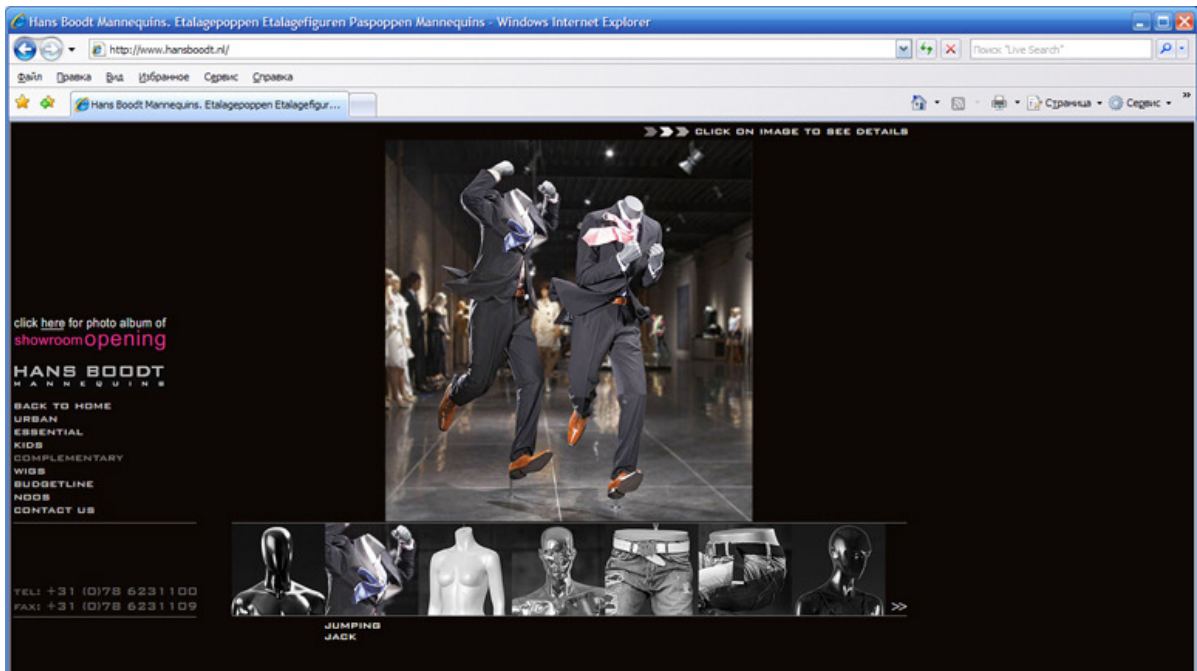 Hans Boodt Mannequins. Etalagepoppen Etalagefiguren Paspoppen Mannequins - Windows Internet Explorer
http://www.hansboodt.nl/
Поиск "Live Search"
Файл Правка Вид Избранное Сервис Справка
Hans Boodt Mannequins. Etalagepoppen Etalagefigur...
Страница Сервис
CLICK ON IMAGE TO SEE DETAILS
click here for photo album of
showroom opening
HANS BOODT
MANNEQUINS
BACK TO HOME
URBAN
ESSENTIAL
KIDS
COMPLEMENTARY
WIGS
BUDGETLINE
NOOS
CONTACT US
TEL: +31 (0)78 6231100
FAX: +31 (0)78 6231109
JUMPING
JACK